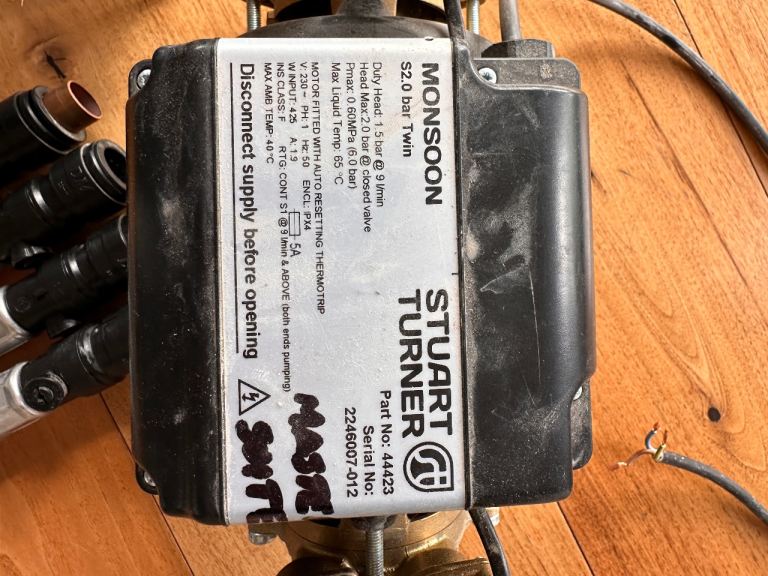 MONSOON
S2.0 bar Twin
STUART
TURNER
Duty Head: 1.5 bar @ 9 l/min
Head Max 2.0 bar @ closed valve
Pmax: 0.60MPa (6.0 bar)
Max Liquid Temp: 65 °C
Part No: 44423
Serial No:
2246007-012
MOTOR FITTED WITH AUTO RESETTING THERMOTRIP
V: 230~ PH: 1 Hz: 50 ENCL: IPX4
W INPUT: 425 A: 1.9 5A
INS CLASS: F RTG: CONT S1 @ 9 l/min & ABOVE (both ends pumping)
MAX AMB TEMP: 40 °C
Disconnect supply before opening